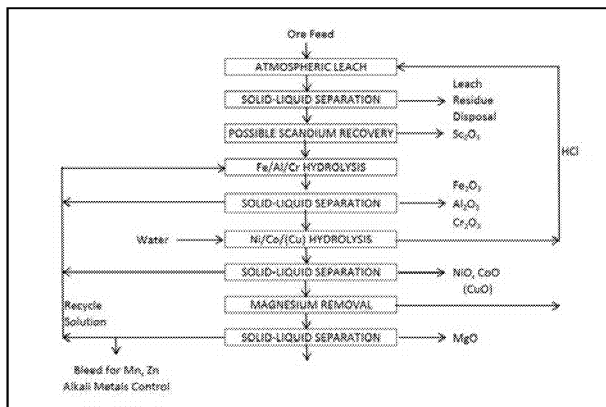 Ore Feed
ATMOSPHERIC LEACH
SOLID-LIQUID SEPARATION
Leach
Residue
Disposal
POSSIBLE SCANDIUM RECOVERY
Sc₂O₃
HCl
Fe/Al/Cr HYDROLYSIS
SOLID-LIQUID SEPARATION
Fe₂O₃
Al₂O₃
Cr₂O₃
Water
Ni/Co/(Cu) HYDROLYSIS
SOLID-LIQUID SEPARATION
NiO, CoO
(CuO)
Recycle
Solution
MAGNESIUM REMOVAL
SOLID-LIQUID SEPARATION
MgO
Bleed for Mn, Zn
Alkali Metals Control